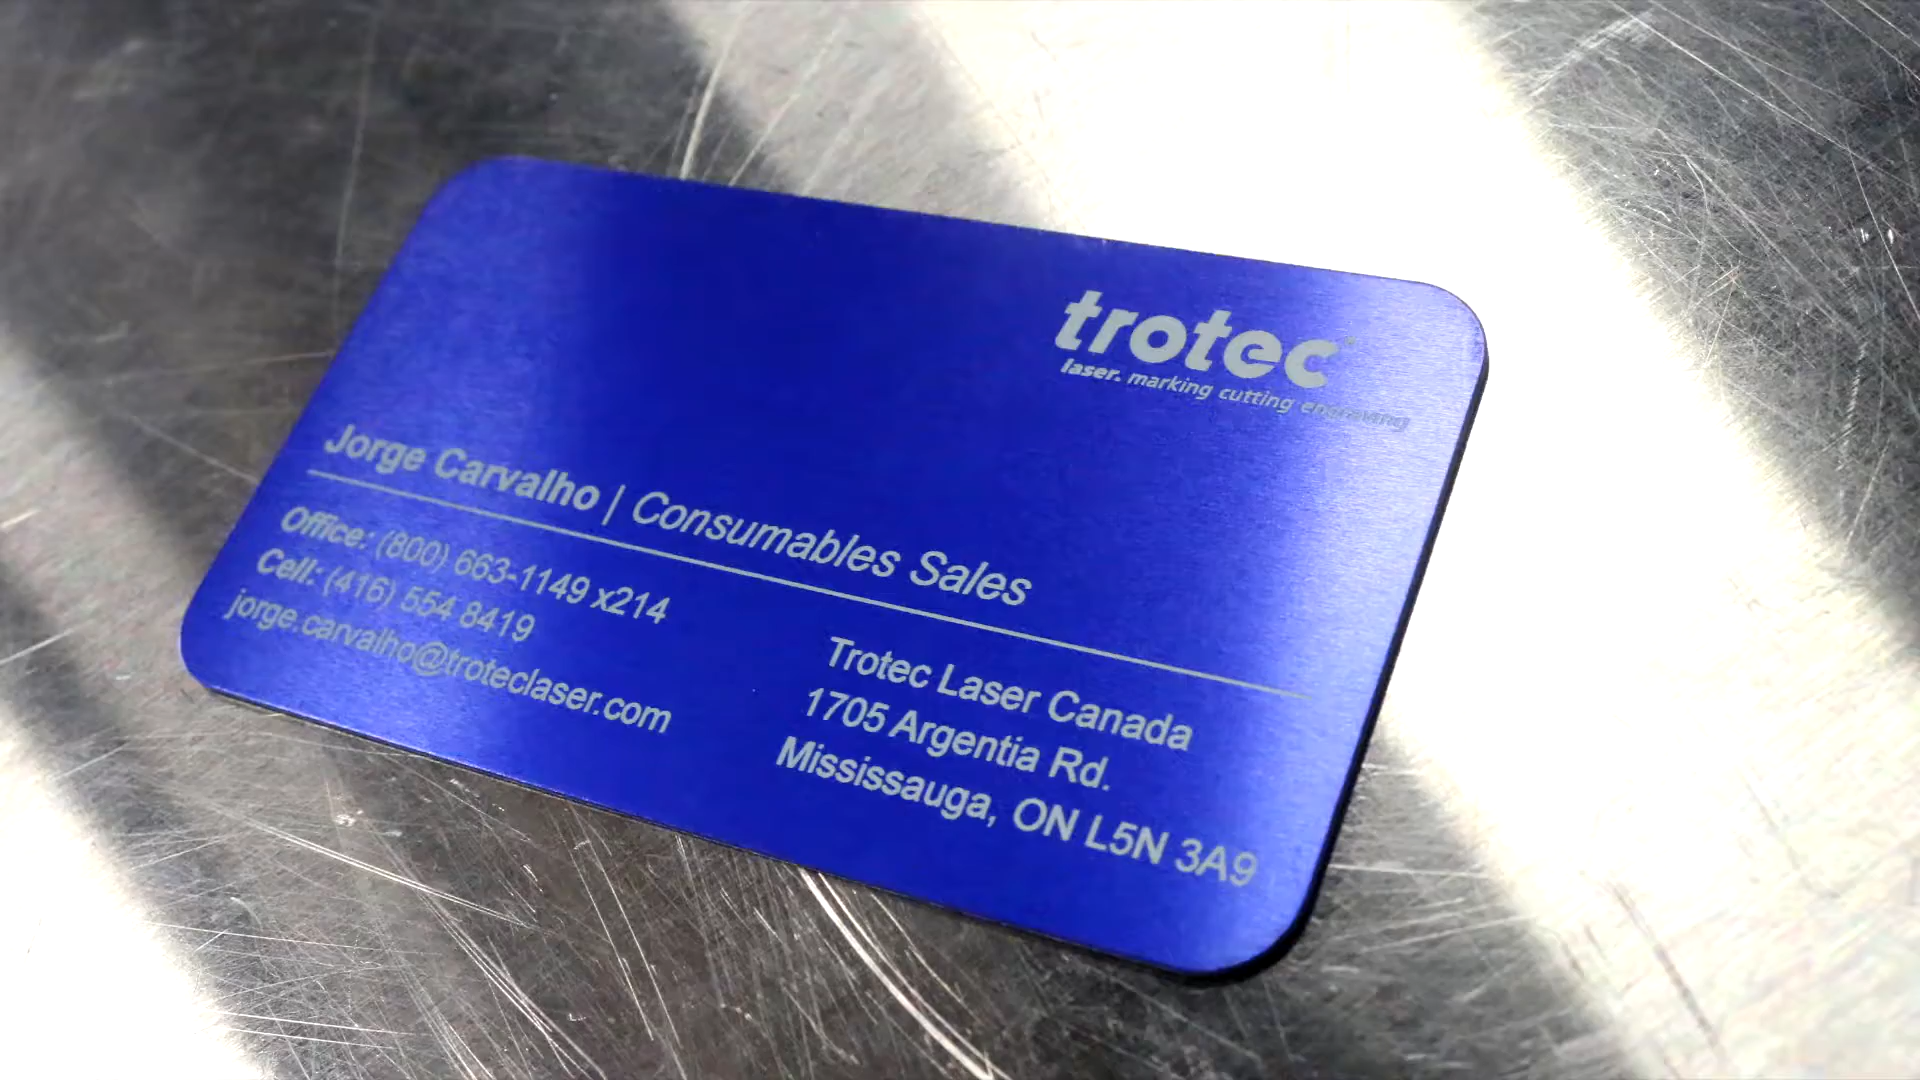 trotec
laser. marking cutting engraving
Jorge Carvalho | Consumables Sales
Office: (800) 663-1149 x214
Cell: (416) 554 8419
jorge.carvalho@troteclaser.com
Trotec Laser Canada
1705 Argentia Rd.
Mississauga, ON L5N 3A9